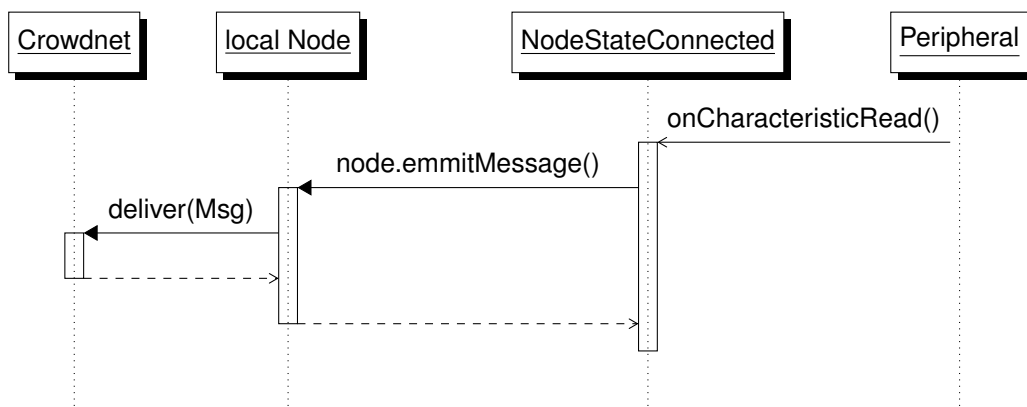 Crowdnet
local Node
NodeStateConnected
Peripheral
onCharacteristicRead()
node.emmitMessage()
deliver(Msg)